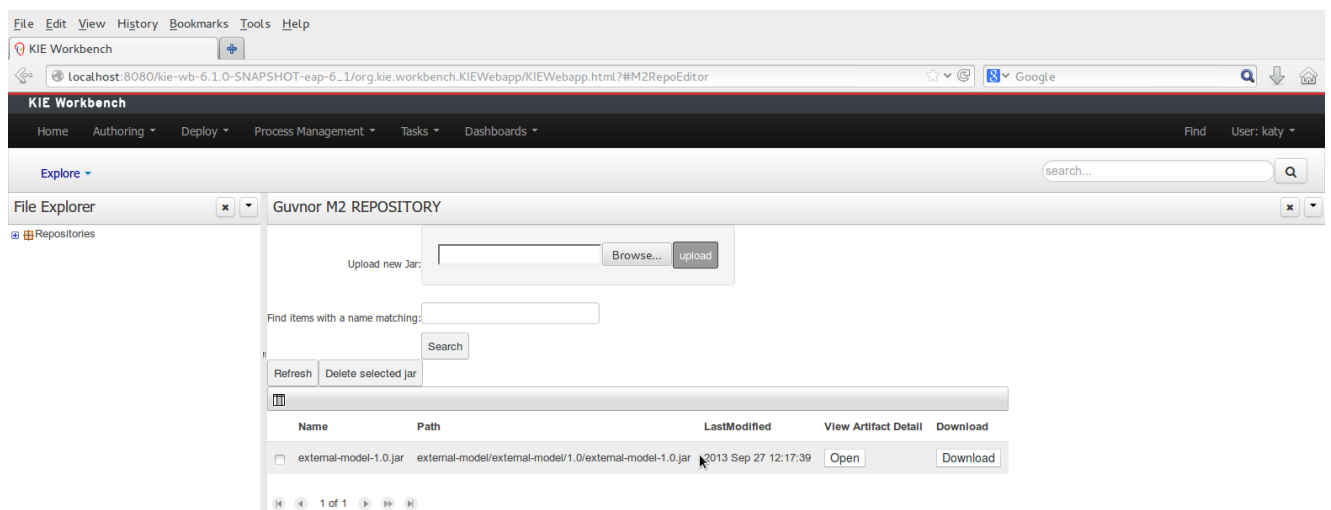 File Edit View History Bookmarks Tools Help
KIE Workbench
localhost:8080/kie-wb-6.1.0-SNAPSHOT-eap-6_1/org.kie.workbench.KIEWebapp/KIEWebapp.html?#M2RepoEditor
8 Google
KIE Workbench
Home Authoring Deploy Process Management Tasks Dashboards Find User: katy
Explore search...
File Explorer Guvnor M2 REPOSITORY
Repositories
Upload new Jar: Browse... upload
Find items with a name matching:
Search
Refresh Delete selected jar
Name Path LastModified View Artifact Detail Download
external-model-1.0.jar external-model/external-model/1.0/external-model-1.0.jar 2013 Sep 27 12:17:39 Open Download
1 of 1